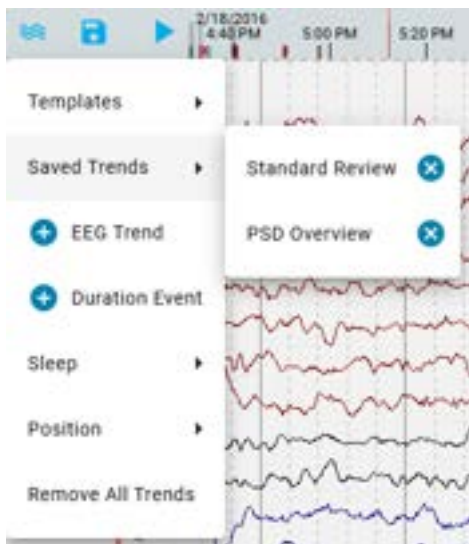 2/18/2016
4:40 PM 5:00 PM 5:20 PM
Templates
Saved Trends
Standard Review
EEG Trend
PSD Overview
Duration Event
Sleep
Position
Remove All Trends